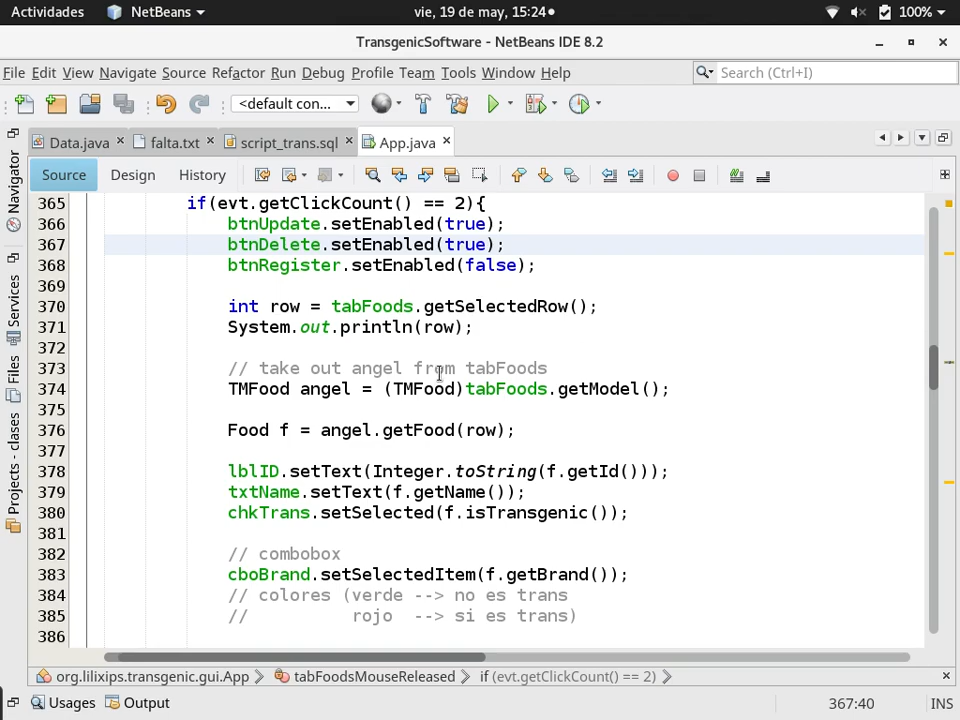 Actividades NetBeans vie, 19 de may, 15:24 100%
TransgenicSoftware - NetBeans IDE 8.2
File Edit View Navigate Source Refactor Run Debug Profile Team Tools Window Help Search (Ctrl+I)
<default con...
Data.java falta.txt script_trans.sql App.java
Source Design History
Navigator
Services
Files
Projects - clases
365 if(evt.getClickCount() == 2){
366 btnUpdate.setEnabled(true);
367 btnDelete.setEnabled(true);
368 btnRegister.setEnabled(false);
369
370 int row = tabFoods.getSelectedRow();
371 System.out.println(row);
372
373 // take out angel from tabFoods
374 TMFood angel = (TMFood)tabFoods.getModel();
375
376 Food f = angel.getFood(row);
377
378 lblID.setText(Integer.toString(f.getId()));
379 txtName.setText(f.getName());
380 chkTrans.setSelected(f.isTransgenic());
381
382 // combobox
383 cboBrand.setSelectedItem(f.getBrand());
384 // colores (verde --> no es trans
385 // rojo --> si es trans)
386
org.lilixips.transgenic.gui.App tabFoodsMouseReleased if (evt.getClickCount() == 2)
Usages Output 367:40 INS